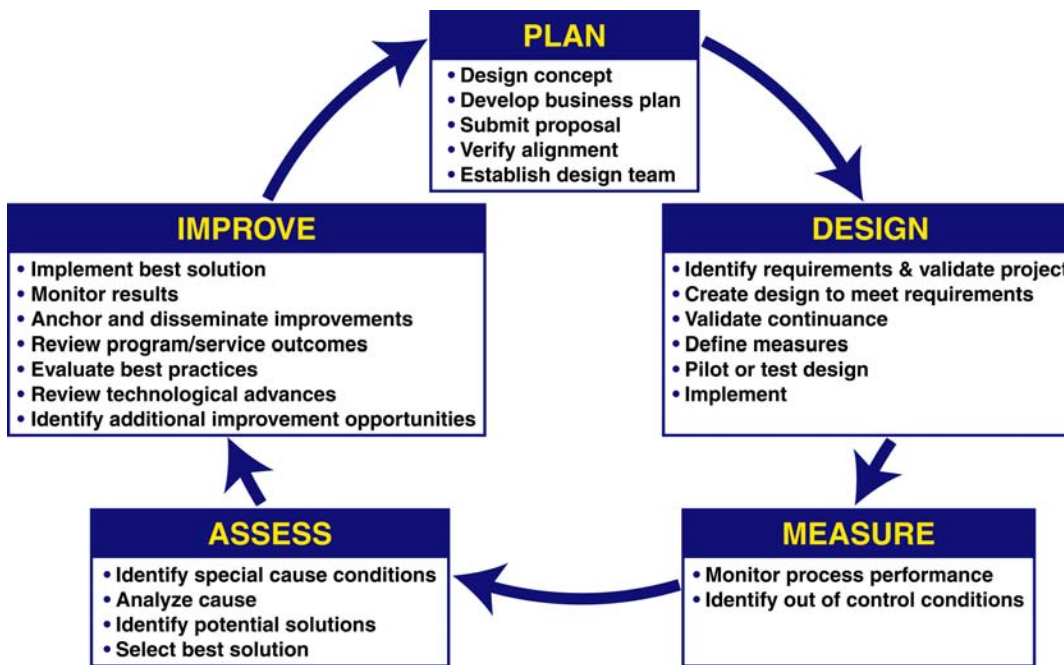 PLAN
• Design concept
• Develop business plan
• Submit proposal
• Verify alignment
• Establish design team
DESIGN
• Identify requirements & validate project
• Create design to meet requirements
• Validate continuance
• Define measures
• Pilot or test design
• Implement
MEASURE
• Monitor process performance
• Identify out of control conditions
ASSESS
• Identify special cause conditions
• Analyze cause
• Identify potential solutions
• Select best solution
IMPROVE
• Implement best solution
• Monitor results
• Anchor and disseminate improvements
• Review program/service outcomes
• Evaluate best practices
• Review technological advances
• Identify additional improvement opportunities